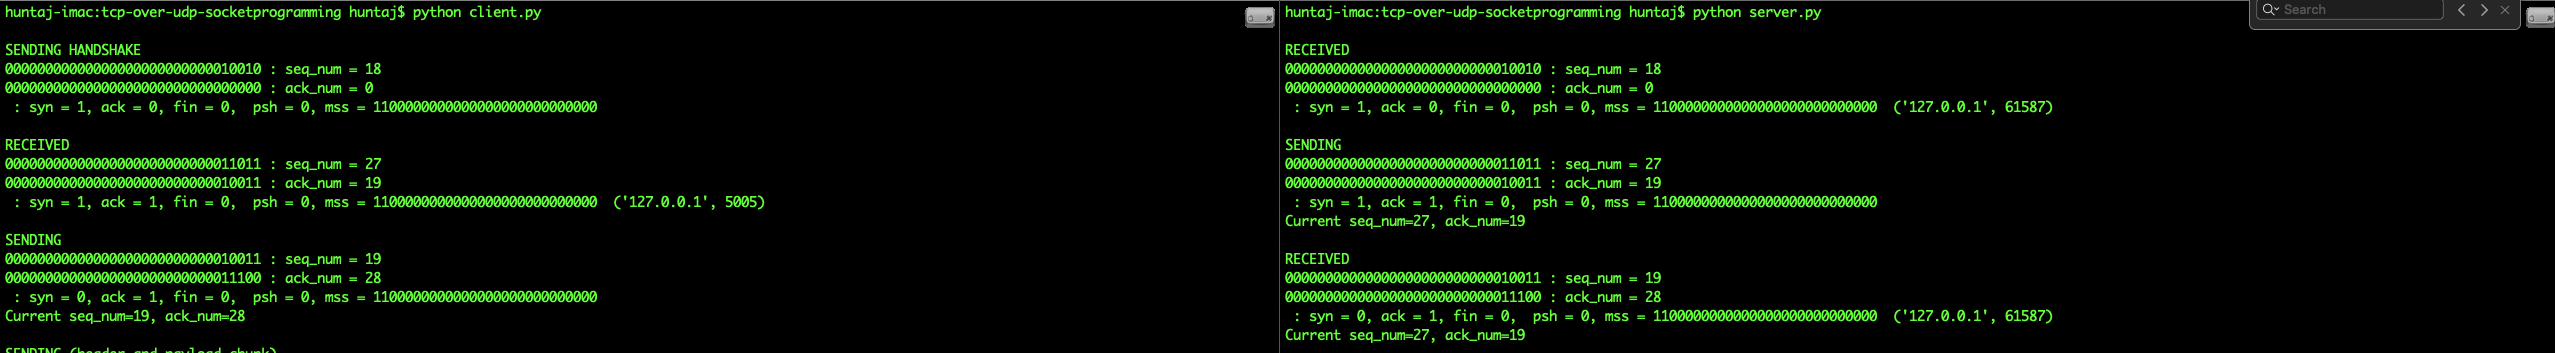 huntaj-imac:tcp-over-udp-socketprogramming huntaj$ python client.py
SENDING HANDSHAKE
00000000000000000000000000010010 : seq_num = 18
00000000000000000000000000000000 : ack_num = 0
 : syn = 1, ack = 0, fin = 0,  psh = 0, mss = 1100000000000000000000000000
RECEIVED
00000000000000000000000000011011 : seq_num = 27
00000000000000000000000000010011 : ack_num = 19
 : syn = 1, ack = 1, fin = 0,  psh = 0, mss = 1100000000000000000000000000  ('127.0.0.1', 5005)
SENDING
00000000000000000000000000010011 : seq_num = 19
00000000000000000000000000011100 : ack_num = 28
 : syn = 0, ack = 1, fin = 0,  psh = 0, mss = 1100000000000000000000000000
Current seq_num=19, ack_num=28
SENDING (header and payload chunk)
huntaj-imac:tcp-over-udp-socketprogramming huntaj$ python server.py
Search
RECEIVED
00000000000000000000000000010010 : seq_num = 18
00000000000000000000000000000000 : ack_num = 0
 : syn = 1, ack = 0, fin = 0,  psh = 0, mss = 1100000000000000000000000000  ('127.0.0.1', 61587)
SENDING
00000000000000000000000000011011 : seq_num = 27
00000000000000000000000000010011 : ack_num = 19
 : syn = 1, ack = 1, fin = 0,  psh = 0, mss = 1100000000000000000000000000
Current seq_num=27, ack_num=19
RECEIVED
00000000000000000000000000010011 : seq_num = 19
00000000000000000000000000011100 : ack_num = 28
 : syn = 0, ack = 1, fin = 0,  psh = 0, mss = 1100000000000000000000000000  ('127.0.0.1', 61587)
Current seq_num=27, ack_num=19